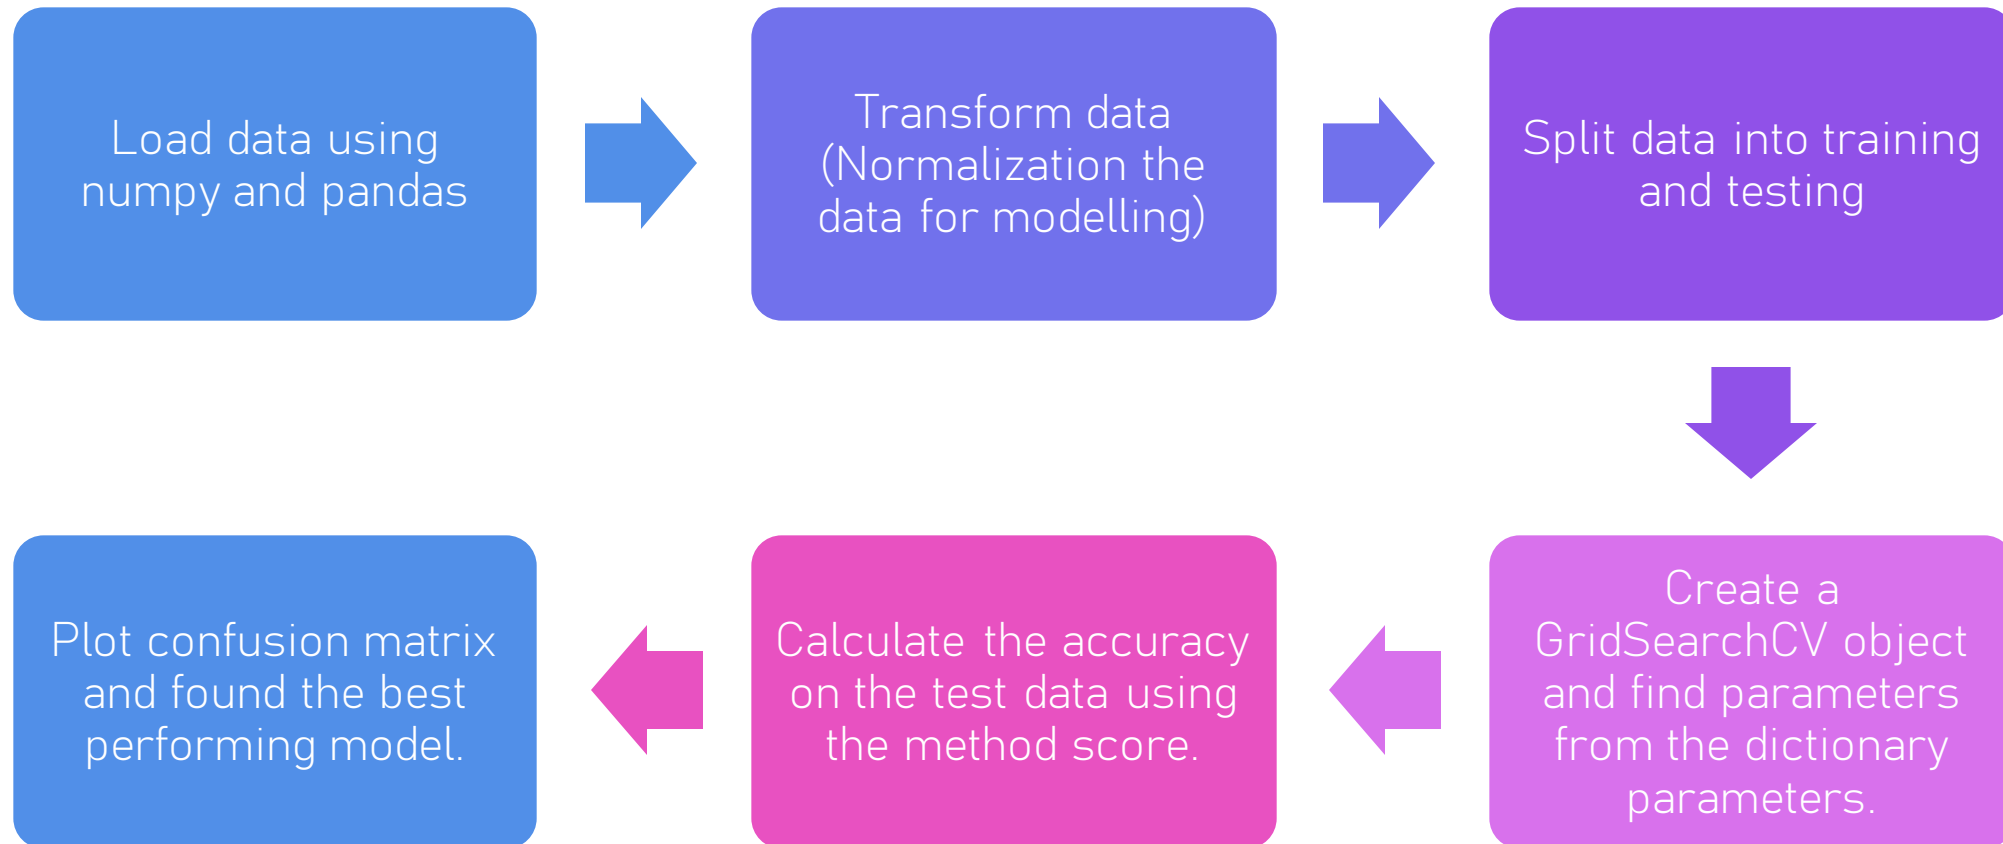 Load data using
numpy and pandas
Transform data
(Normalization the
data for modelling)
Split data into training
and testing
Create a
GridSearchCV object
and find parameters
from the dictionary
parameters.
Calculate the accuracy
on the test data using
the method score.
Plot confusion matrix
and found the best
performing model.